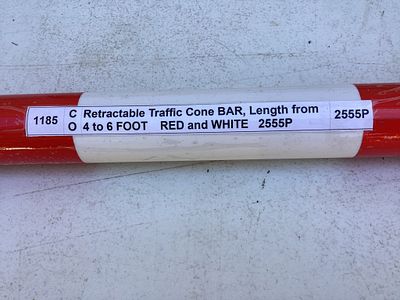 1185 C Retractable Traffic Cone BAR, Length from 2555P
O 4 to 6 FOOT RED and WHITE 2555P